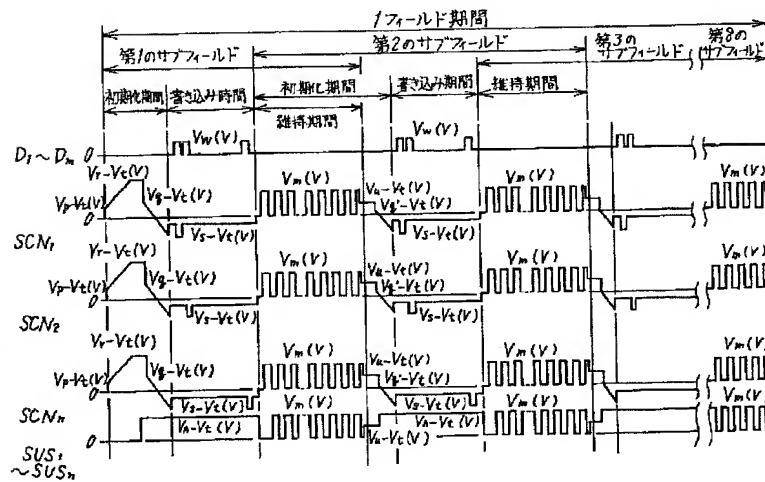 1フィールド期間
第1のサブフィールド 第2のサブフィールド 第3の サブフィールド 第8の サブフィールド
初期化期間 書き込み時間 初期化期間 書き込み期間 維持期間
維持期間
Vw(V) Vw(V)
D1～Dm 0
Vr-Vt(V)
Vm(V) Vm(V) Vm(V)
Vg-Vt(V) Vu-Vt(V)
Vp-Vt(V) Vg'-Vt(V)
0
Vs-Vt(V) Vs-Vt(V)
SCN1
Vr-Vt(V)
Vm(V) Vm(V) Vm(V)
Vg-Vt(V) Vu-Vt(V)
Vp-Vt(V) Vg'-Vt(V)
0
Vs-Vt(V) Vs-Vt(V)
SCN2
Vr-Vt(V)
Vm(V) Vm(V) Vm(V)
Vg-Vt(V) Vu-Vt(V)
Vp-Vt(V) Vg'-Vt(V)
0
Vs-Vt(V) Vm(V) Vs-Vt(V) Vm(V) Vm(V)
SCNn
Vh-Vt(V) Vh-Vt(V)
0
Vu-Vt(V)
SUS1
～SUSn